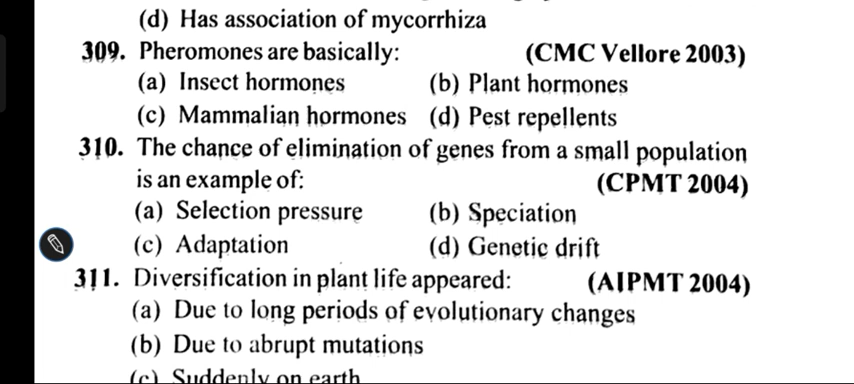 (d) Has association of mycorrhiza
309. Pheromones are basically: (CMC Vellore 2003)
(a) Insect hormones (b) Plant hormones
(c) Mammalian hormones (d) Pest repellents
310. The chance of elimination of genes from a small population
is an example of: (CPMT 2004)
(a) Selection pressure (b) Speciation
(c) Adaptation (d) Genetic drift
311. Diversification in plant life appeared: (AIPMT 2004)
(a) Due to long periods of evolutionary changes
(b) Due to abrupt mutations
(c) Suddenly on earth